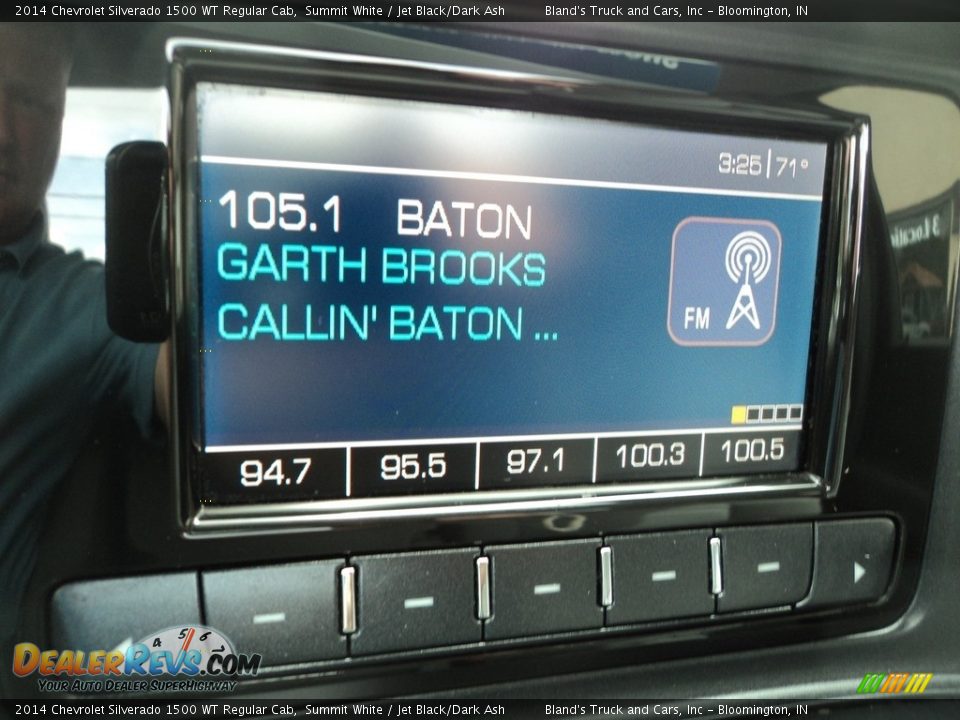 2014 Chevrolet Silverado 1500 WT Regular Cab, Summit White / Jet Black/Dark Ash Bland's Truck and Cars, Inc - Bloomington, IN
3:25 71°
105.1 BATON
GARTH BROOKS
CALLIN' BATON ...
FM
94.7 95.5 97.1 100.3 100.5
4 5 6
DEALERREVS.COM
YOUR AUTO DEALER SUPERHIGHWAY
2014 Chevrolet Silverado 1500 WT Regular Cab, Summit White / Jet Black/Dark Ash Bland's Truck and Cars, Inc - Bloomington, IN